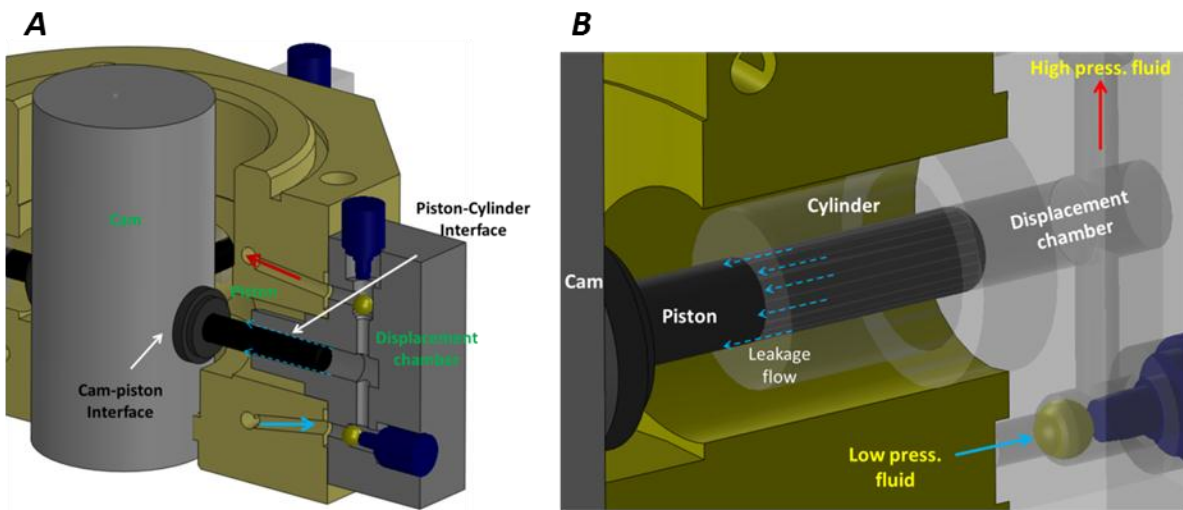 A
Cam
Piston-Cylinder
Interface
Piston
Displacement
chamber
Cam-piston
Interface
B
High press. fluid
Cylinder
Displacement
chamber
Cam
Piston
Leakage
flow
Low press.
fluid